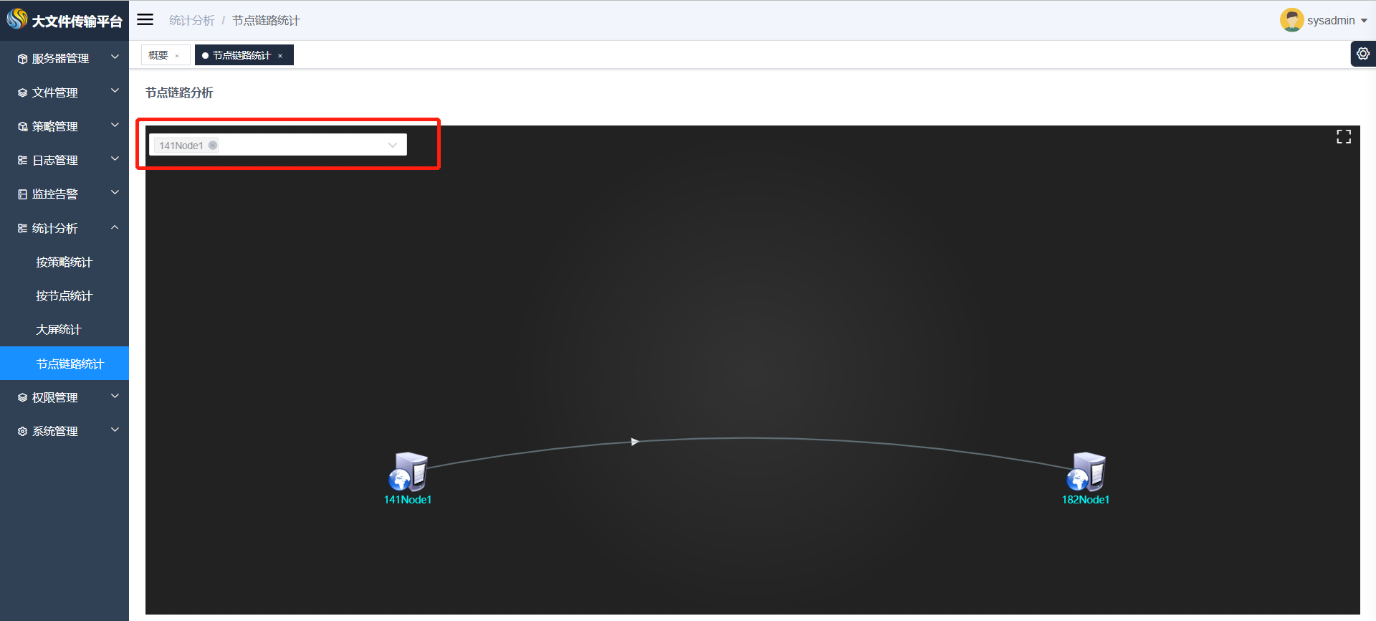 大文件传输平台
统计分析 / 节点链路统计
sysadmin
服务器管理
文件管理
策略管理
日志管理
监控告警
统计分析
按策略统计
按节点统计
大屏统计
节点链路统计
权限管理
系统管理
概要 ×
节点链路统计 ×
节点链路分析
141Node1
141Node1
182Node1